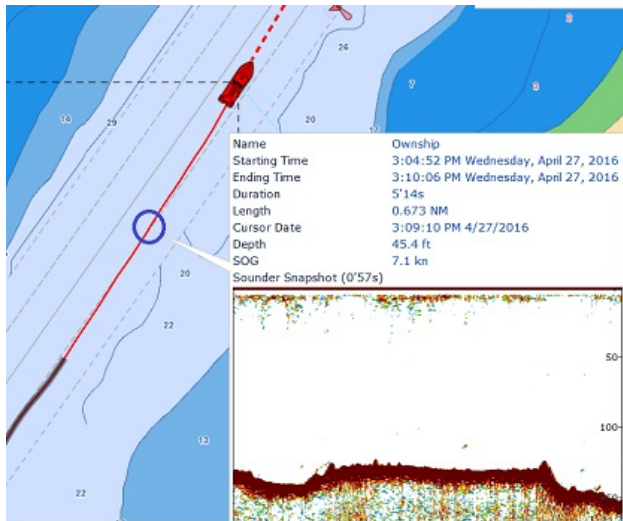 2
26
7
3
14
29
20
17
Name Ownship
Starting Time 3:04:52 PM Wednesday, April 27, 2016
Ending Time 3:10:06 PM Wednesday, April 27, 2016
Duration 5'14s
Length 0.673 NM
Cursor Date 3:09:10 PM 4/27/2016
Depth 45.4 ft
SOG 7.1 kn
Sounder Snapshot (0'57s)
20
22
50-
100-
13
22